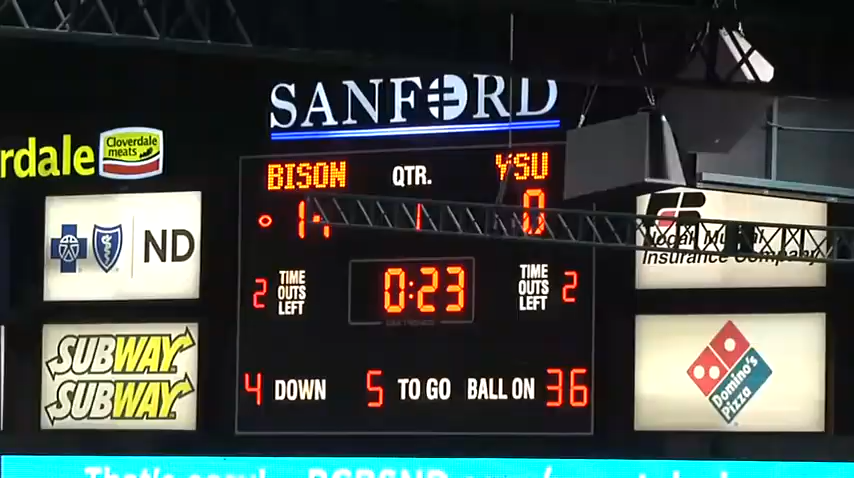 SANFORD
rdale
Cloverdale
meats
BISON QTR. YSU
1 0
ND
2 TIME OUTS LEFT 0:23 TIME OUTS LEFT 2
Insurance Company
SUBWAY
SUBWAY
4 DOWN 5 TO GO BALL ON 36
Domino's
Pizza
That's